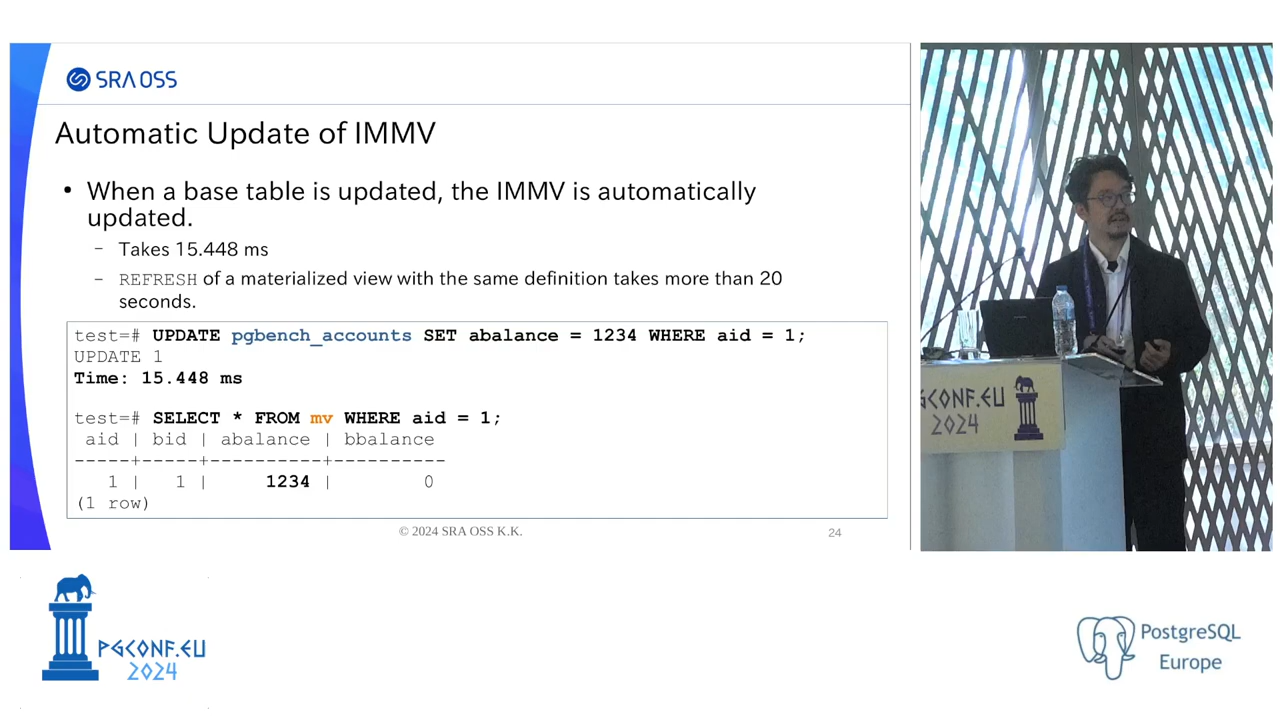 SRA OSS
Automatic Update of IMMV
• When a base table is updated, the IMMV is automatically
updated.
– Takes 15.448 ms
– REFRESH of a materialized view with the same definition takes more than 20
seconds.
test=# UPDATE pgbench_accounts SET abalance = 1234 WHERE aid = 1;
UPDATE 1
Time: 15.448 ms
test=# SELECT * FROM mv WHERE aid = 1;
aid | bid | abalance | bbalance
-----+-----+----------+----------
1 | 1 | 1234 | 0
(1 row)
© 2024 SRA OSS K.K.
24
PGCONF.EU
2024
PGCONF.EU
2024
PostgreSQL
Europe